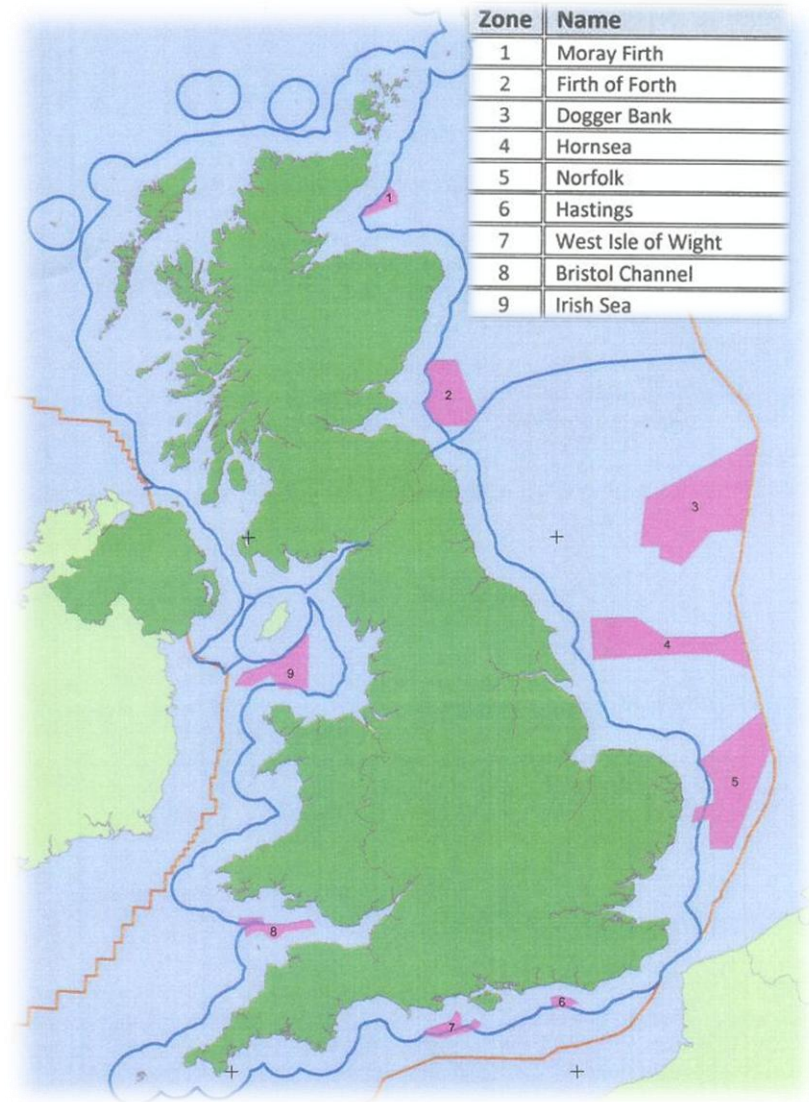 Zone Name
1 Moray Firth
2 Firth of Forth
3 Dogger Bank
4 Hornsea
5 Norfolk
6 Hastings
7 West Isle of Wight
8 Bristol Channel
9 Irish Sea
1
2
3
4
9
5
8
6
7